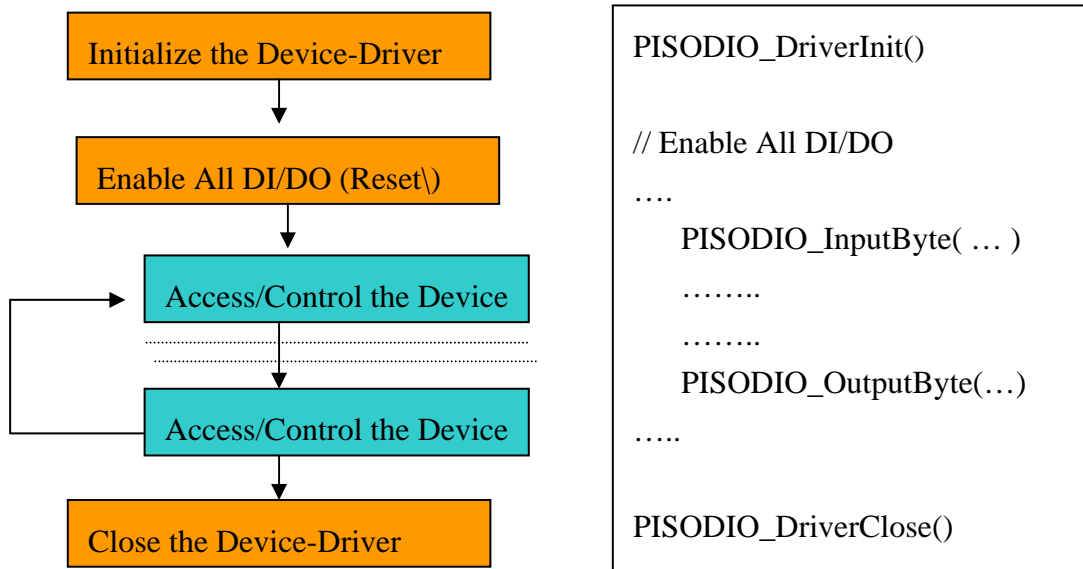 Initialize the Device-Driver
Enable All DI/DO (Reset\)
Access/Control the Device
Access/Control the Device
Close the Device-Driver
PISODIO_DriverInit()
// Enable All DI/DO
….
PISODIO_InputByte( … )
……..
……..
PISODIO_OutputByte(…)
…..
PISODIO_DriverClose()